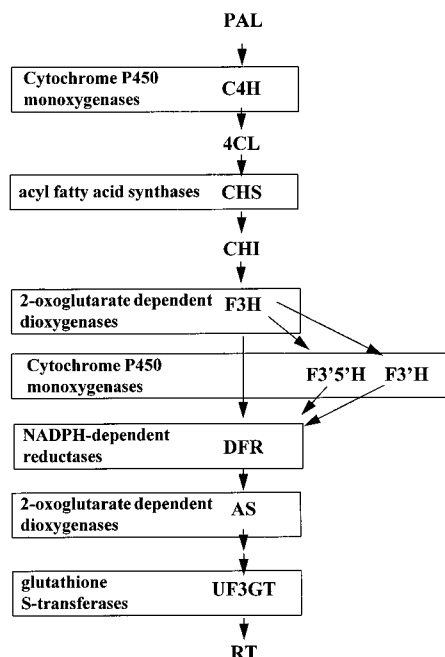 PAL
Cytochrome P450
monoxygenases
C4H
4CL
acyl fatty acid synthases
CHS
CHI
2-oxoglutarate dependent
dioxygenases
F3H
Cytochrome P450
monoxygenases
F3'5'H
F3'H
NADPH-dependent
reductases
DFR
2-oxoglutarate dependent
dioxygenases
AS
glutathione
S-transferases
UF3GT
RT